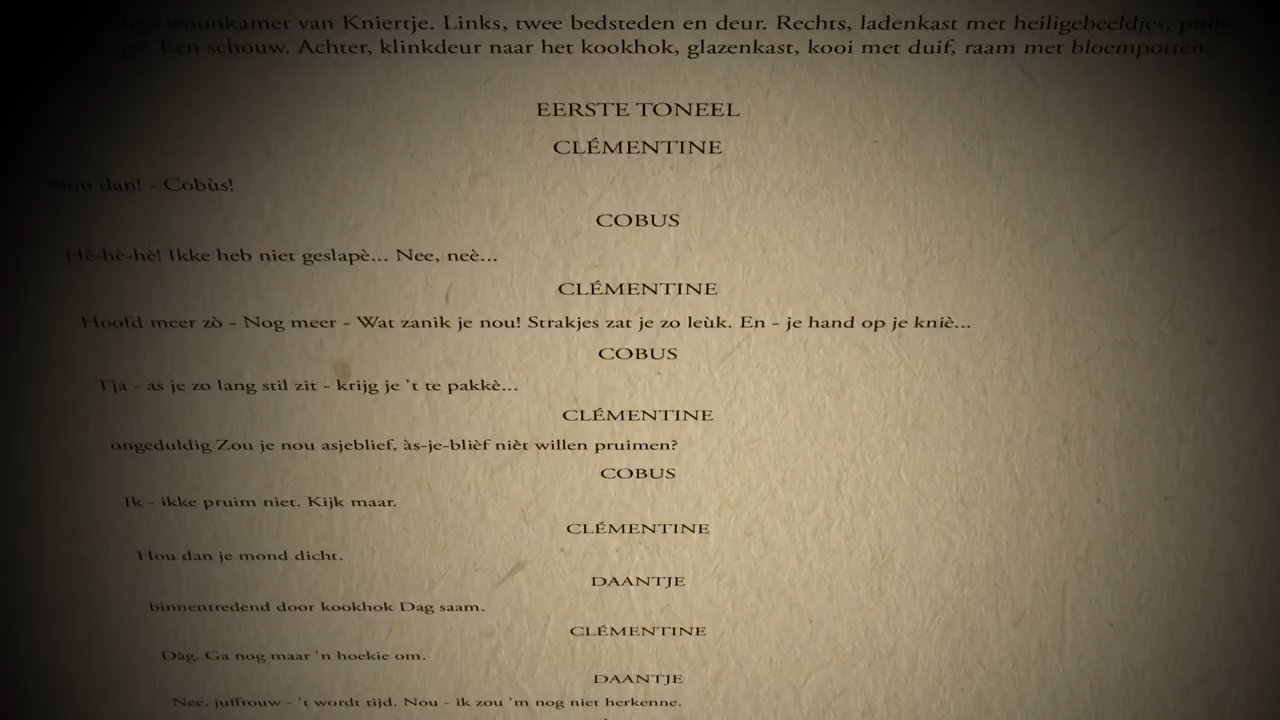 woonkamer van Kniertje. Links, twee bedsteden en deur. Rechts, ladenkast met heiligebeeldjes,
Een schouw. Achter, klinkdeur naar het kookhok, glazenkast, kooi met duif, raam met bloempotten
EERSTE TONEEL
CLÉMENTINE
Nou dan! - Cobùs!
COBUS
Hè-hè-hè! Ikke heb niet geslapè... Nee, neè...
CLÉMENTINE
Hoofd meer zò - Nog meer - Wat zanik je nou! Strakjes zat je zo leùk. En - je hand op je kniè...
COBUS
Tja - as je zo lang stil zit - krijg je 't te pakkè...
CLÉMENTINE
ongeduldig Zou je nou asjeblief, às-je-blièf nièt willen pruimen?
COBUS
Ik - ikke pruim niet. Kijk maar.
CLÉMENTINE
Hou dan je mond dicht.
DAANTJE
binnentredend door kookhok Dag saam.
CLÉMENTINE
Dàg. Ga nog maar 'n hoekie om.
DAANTJE
Nee, juffrouw - 't wordt tijd. Nou - ik zou 'm nog niet herkenne.